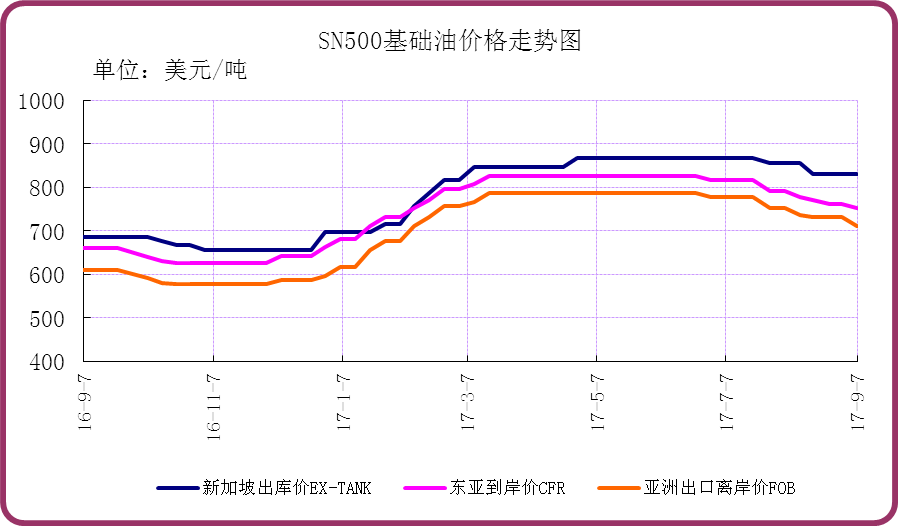 SN500基础油价格走势图
单位：美元/吨
1000
900
800
700
600
500
400
16-9-7
16-11-7
17-1-7
17-3-7
17-5-7
17-7-7
17-9-7
新加坡出库价EX-TANK
东亚到岸价CFR
亚洲出口离岸价FOB